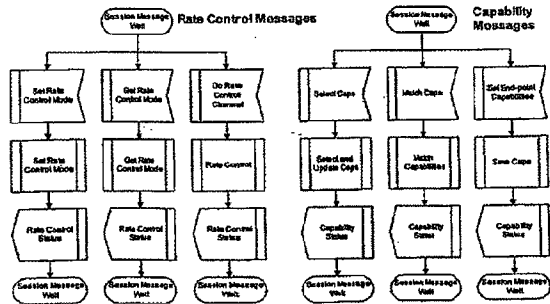 Session Message
Wait
Rate Control Messages
Session Message
Wait
Capability
Messages
Set Rate
Control Mode
Get Rate
Control Mode
Do Rate
Control
Channel
Select Caps
Match Caps
Set End-point
Capabilities
Set Rate
Control Mode
Get Rate
Control Mode
Rate Control
Select and
Update Caps
Match
Capabilities
Save Caps
Rate Control
Status
Rate Control
Status
Rate Control
Status
Capability
Status
Capability
Status
Capability
Status
Session Message
Wait
Session Message
Wait
Session Message
Wait
Session Message
Wait
Session Message
Wait
Session Message
Wait